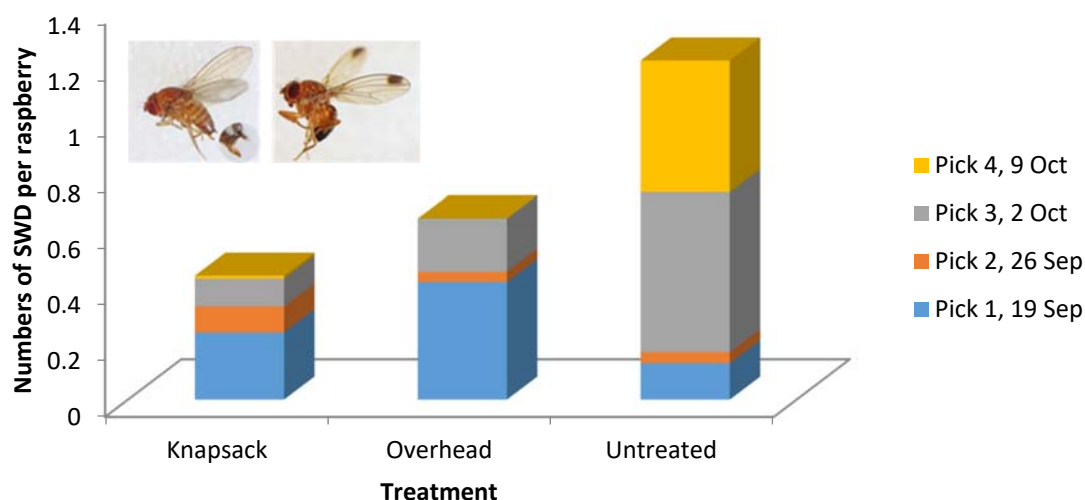 Numbers of SWD per raspberry
1.4
1.2
1
0.8
0.6
0.4
0.2
0
Knapsack
Overhead
Untreated
Treatment
Pick 4, 9 Oct
Pick 3, 2 Oct
Pick 2, 26 Sep
Pick 1, 19 Sep